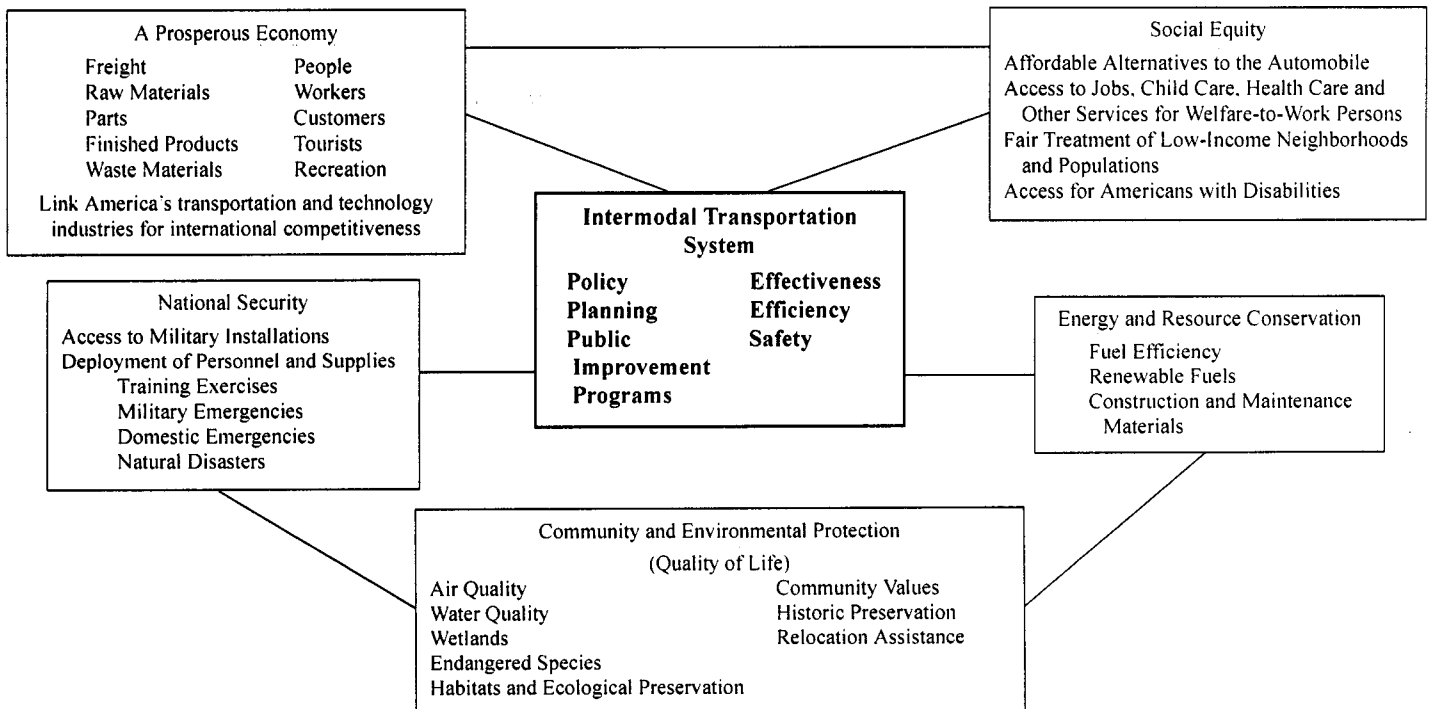 A Prosperous Economy
Freight People
Raw Materials Workers
Parts Customers
Finished Products Tourists
Waste Materials Recreation
Link America's transportation and technology
industries for international competitiveness
Social Equity
Affordable Alternatives to the Automobile
Access to Jobs, Child Care, Health Care and
Other Services for Welfare-to-Work Persons
Fair Treatment of Low-Income Neighborhoods
and Populations
Access for Americans with Disabilities
Intermodal Transportation
System
Policy Effectiveness
Planning Efficiency
Public Safety
Improvement
Programs
National Security
Access to Military Installations
Deployment of Personnel and Supplies
Training Exercises
Military Emergencies
Domestic Emergencies
Natural Disasters
Energy and Resource Conservation
Fuel Efficiency
Renewable Fuels
Construction and Maintenance
Materials
Community and Environmental Protection
(Quality of Life)
Air Quality Community Values
Water Quality Historic Preservation
Wetlands Relocation Assistance
Endangered Species
Habitats and Ecological Preservation